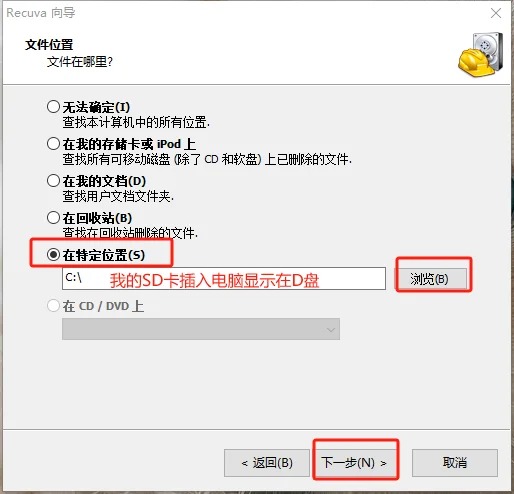 Recuva 向导
文件位置
文件在哪里?
无法确定(I)
查找本计算机中的所有位置.
在我的存储卡或 iPod 上
查找所有可移动磁盘 (除了 CD 和软盘) 上已删除的文件.
在我的文档(D)
查找用户文档文件夹.
在回收站(B)
查找在回收站删除的文件.
在特定位置(S)
C:\ 我的SD卡插入电脑显示在D盘 浏览(B)
在 CD / DVD 上
< 返回(B) 下一步(N) > 取消